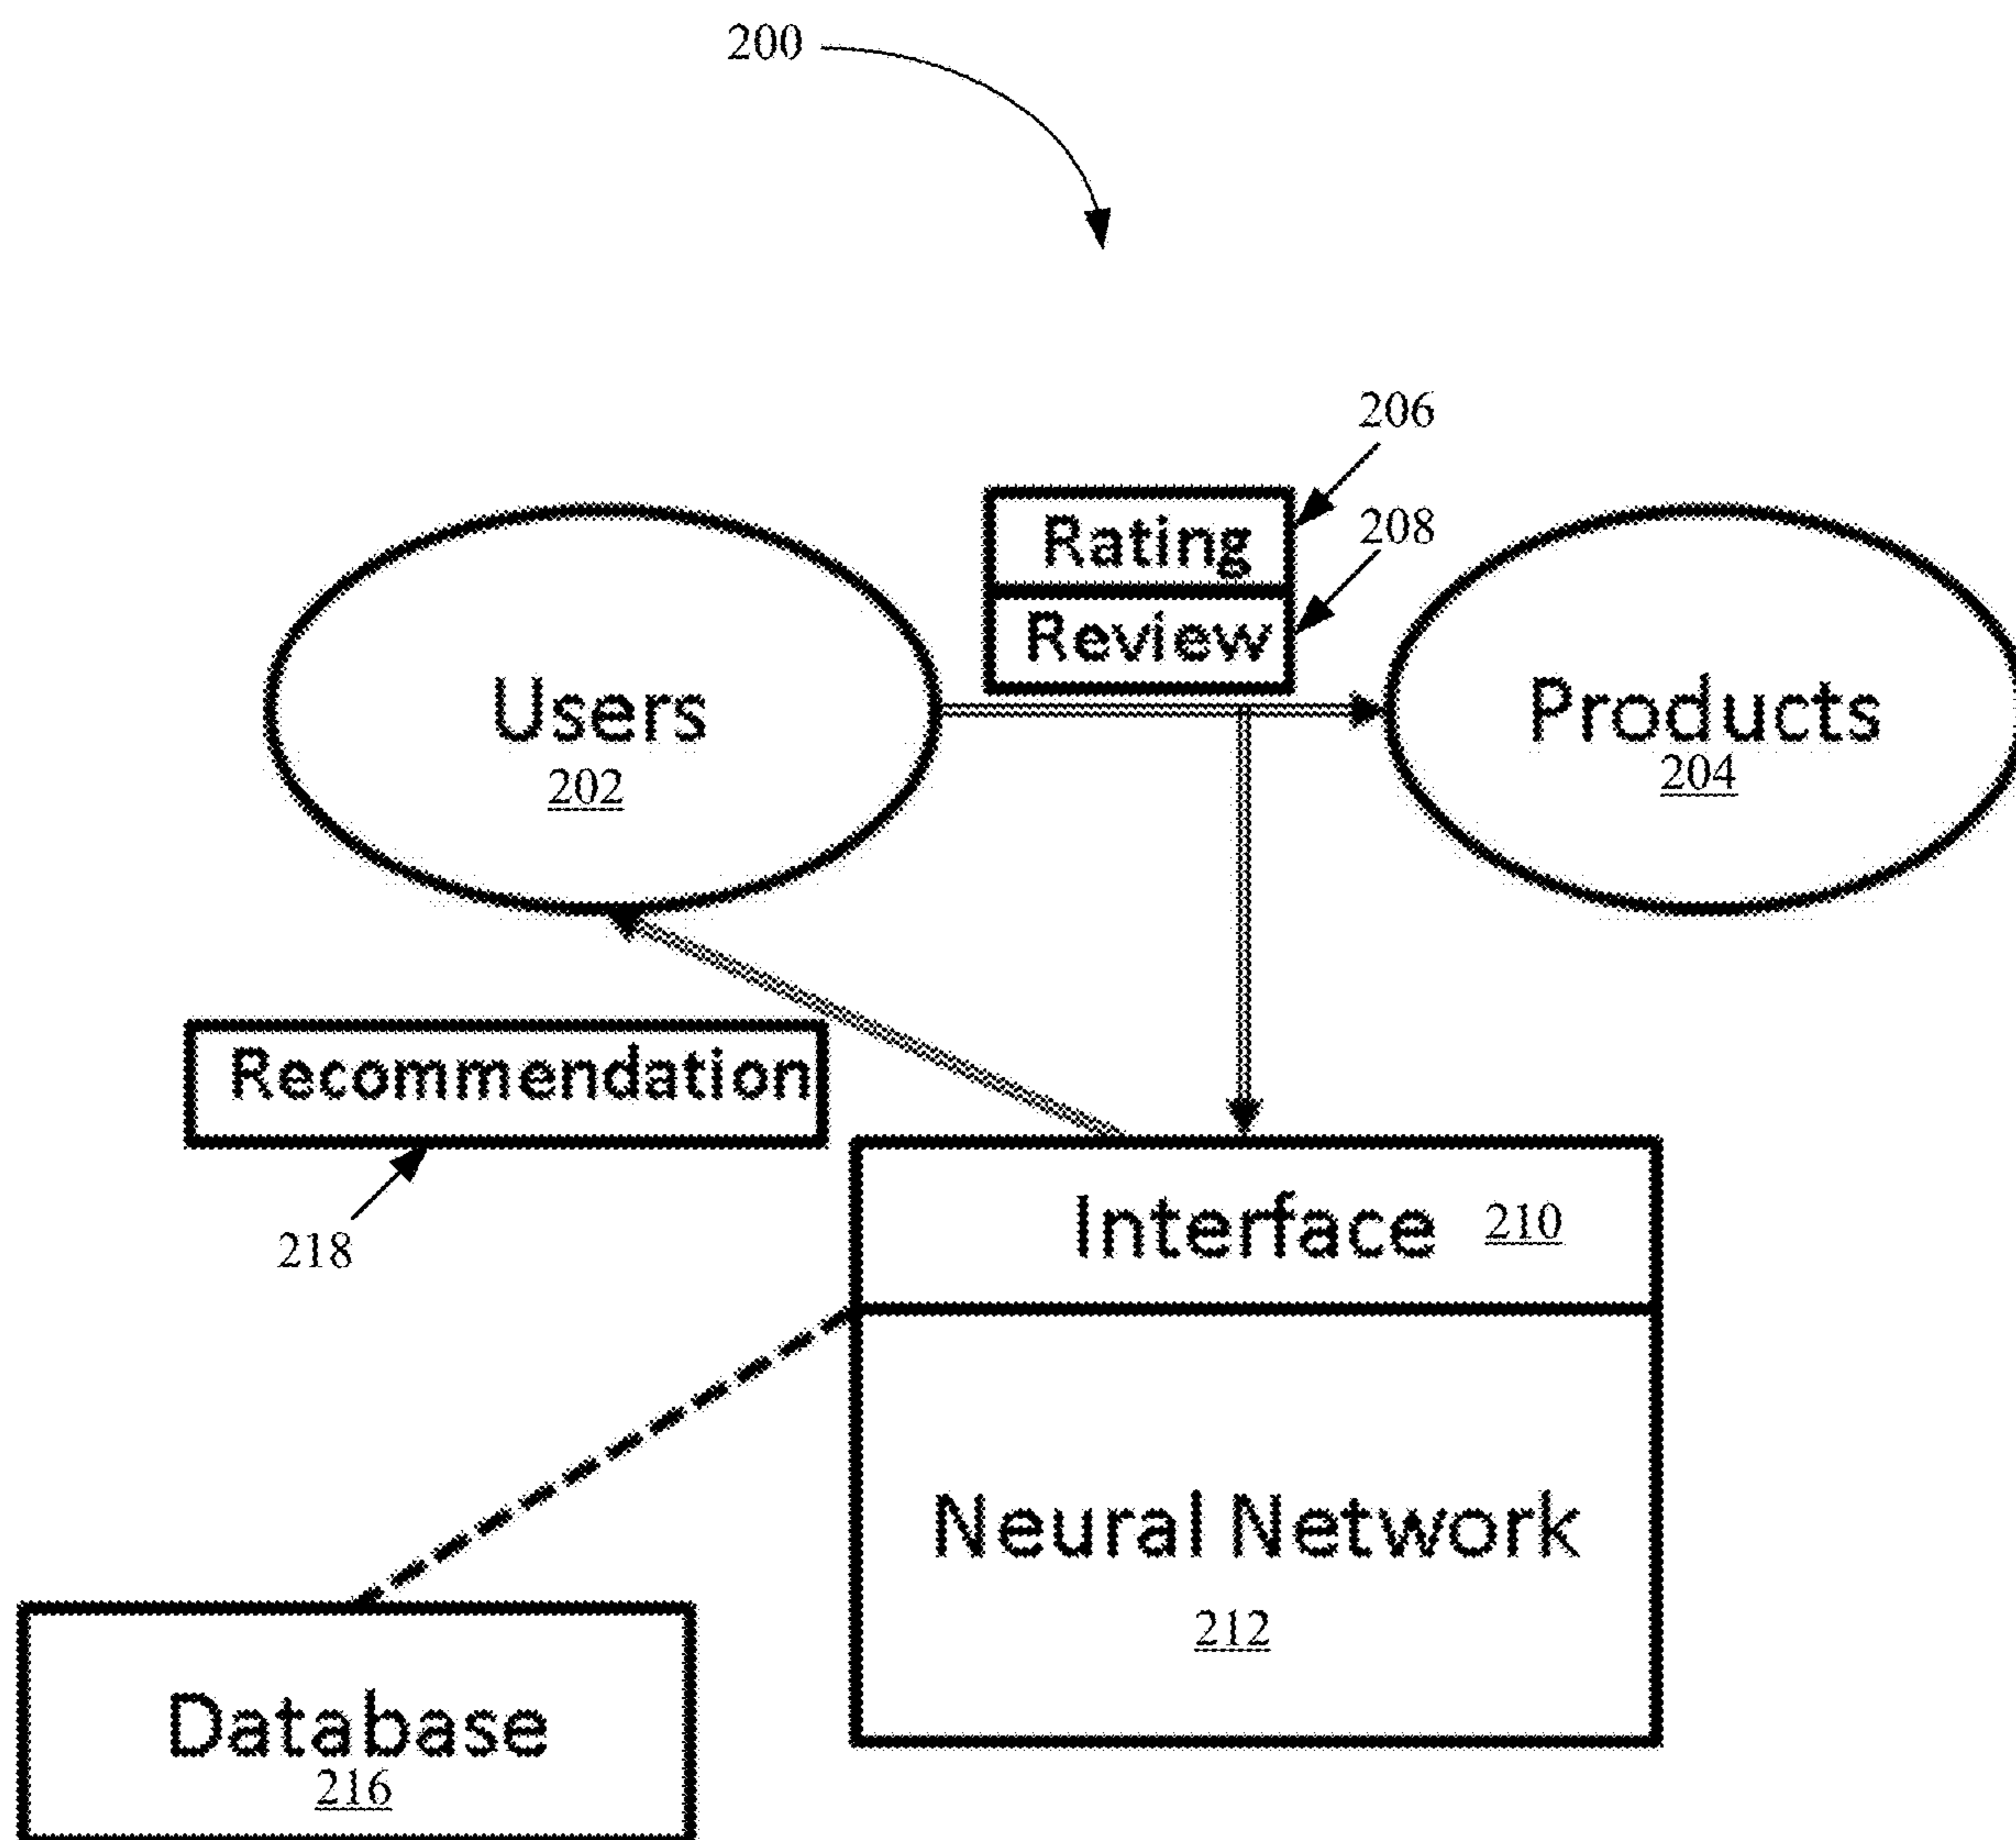 200
206
Rating
208
Review
Users
202
Products
204
Recommendation
218
Interface 210
Neural Network
212
Database
216